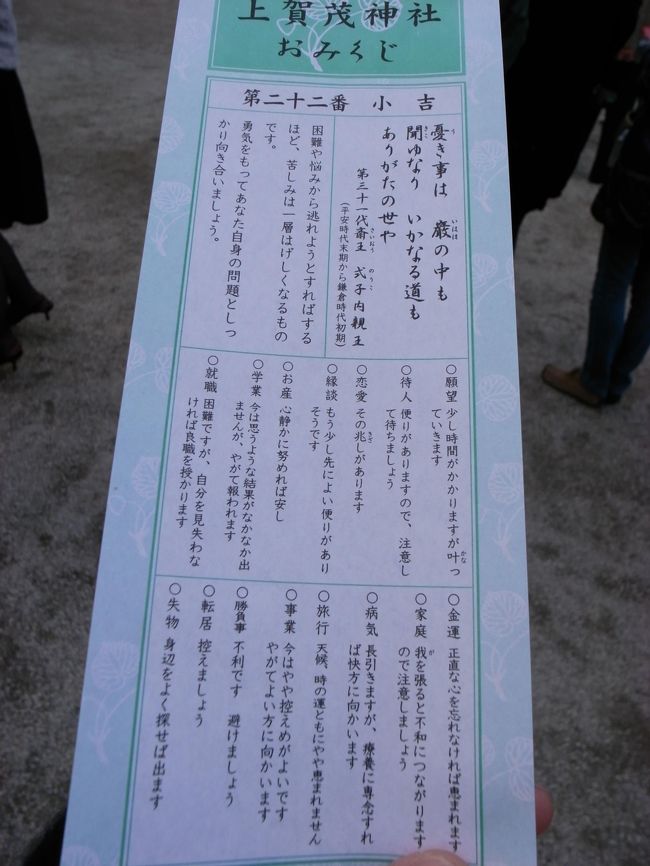 上賀茂神社
おみくじ
第二十二番　小　吉
憂き事は　巌の中も
聞ゆなり　いかなる道も
ありがたの世や
第三十一代斎王　式子内親王
（平安時代末期から鎌倉時代初期）
困難や悩みから逃れようとすればする
ほど、苦しみは一層はげしくなるもの
です。
勇気をもってあなた自身の問題としっ
かり向き合いましょう。
○願望　少し時間がかかりますが叶っ
ていきます
○待人　便りがありますので、注意し
て待ちましょう
○恋愛　その兆しがあります
○縁談　もう少し先によい便りがあり
そうです
○お産　心静かに努めれば安し
○学業　今は思うような結果がなかなか出
ませんが、やがて報われます
○就職　困難ですが、自分を見失わな
ければ良職を授かります
○金運　正直な心を忘れなければ恵まれます
○家庭　我を張ると不和につながります
ので注意しましょう
○病気　長引きますが、療養に専念すれ
ば快方に向かいます
○旅行　天候、時の運ともにやや恵まれません
○事業　今はやや控えめがよいです
やがてよい方に向かいます
○勝負事　不利です　避けましょう
○転居　控えましょう
○失物　身辺をよく探せば出ます